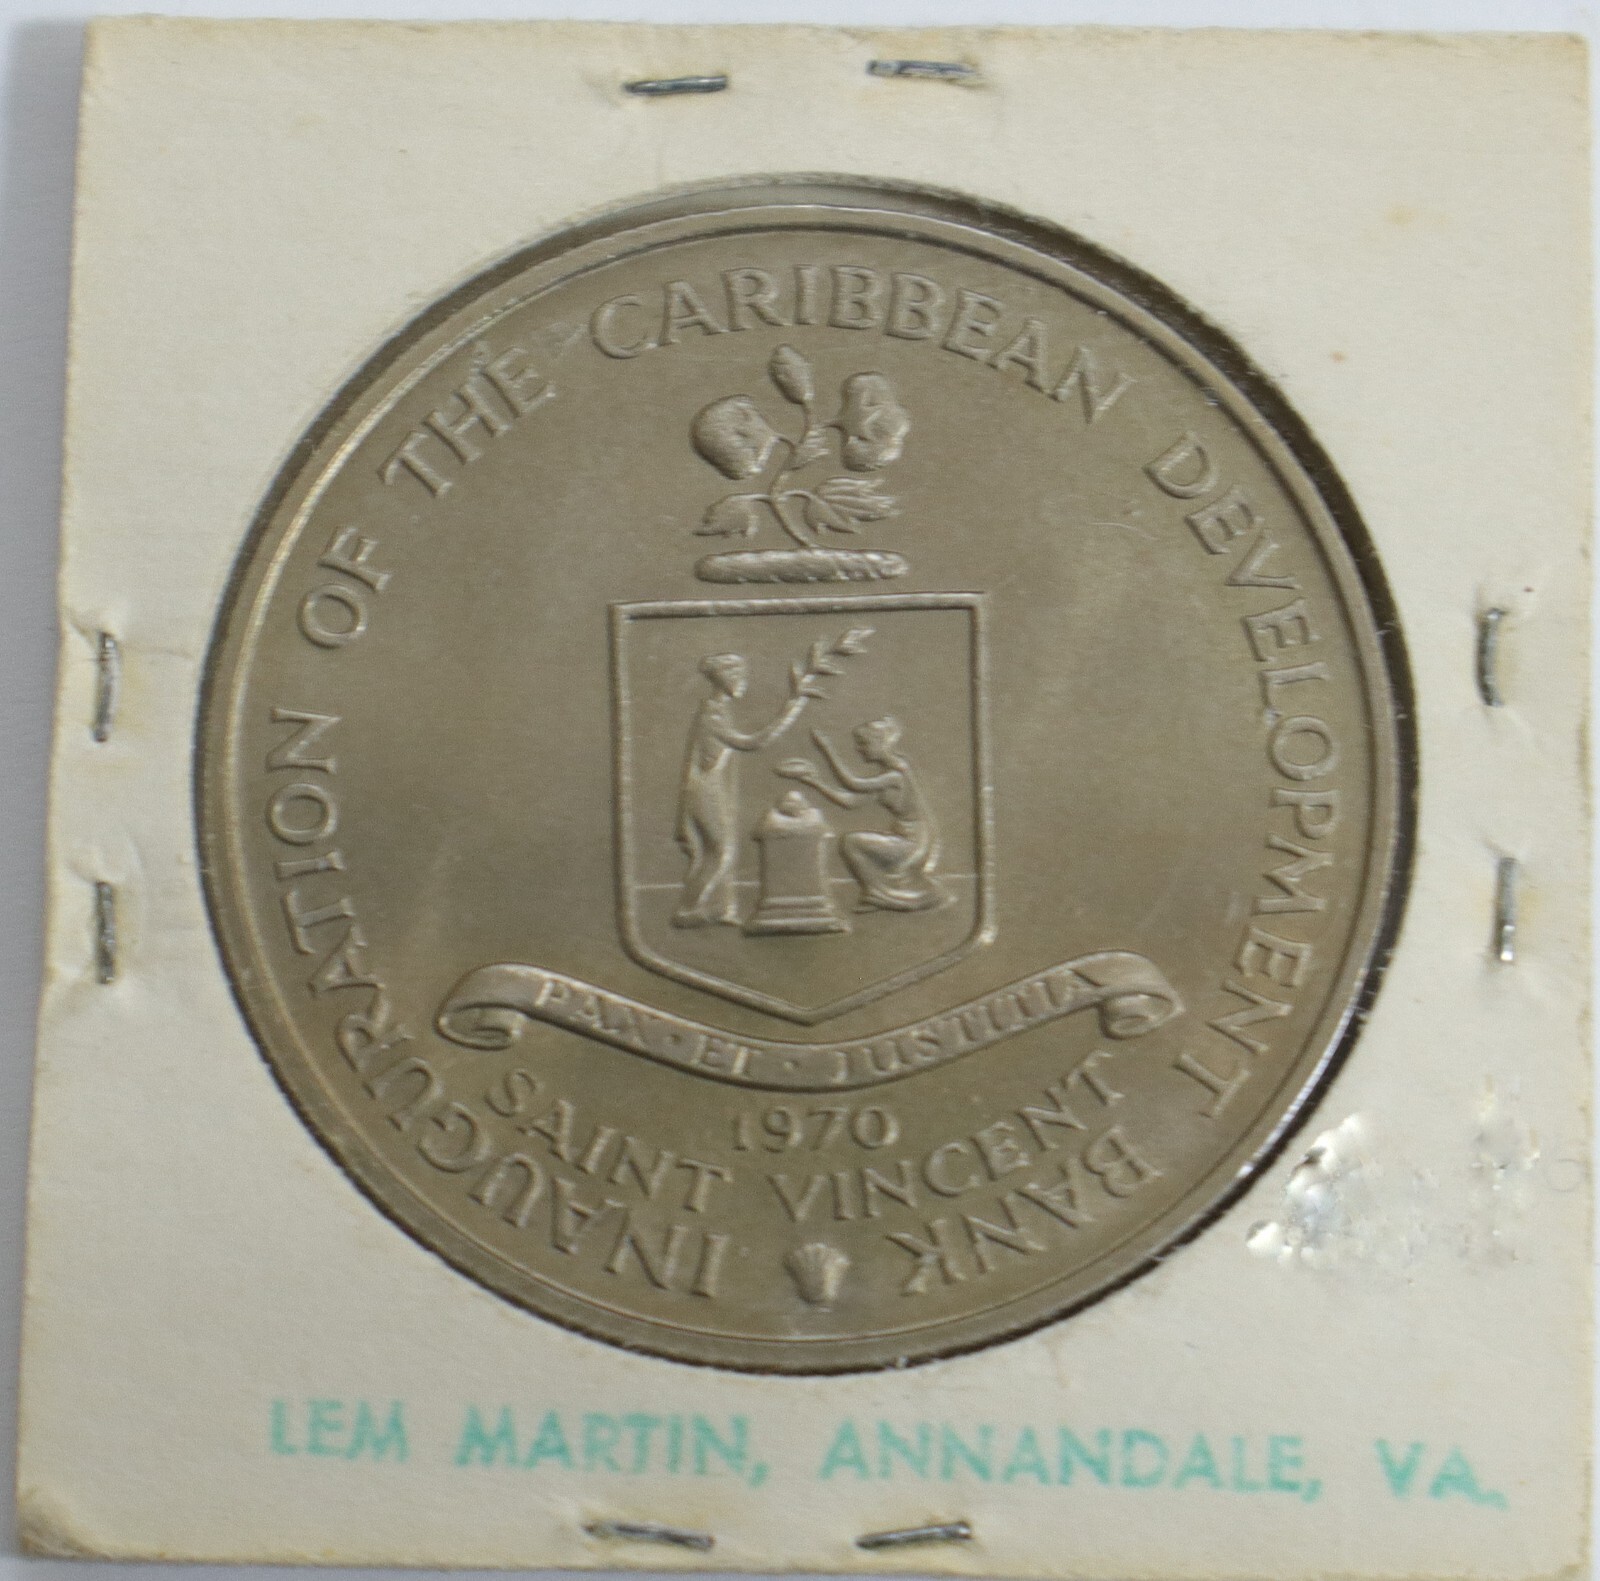 INAUGURATION OF THE CARIBBEAN DEVELOPMENT BANK
PAX · ET · JUSTITIA
1970
SAINT VINCENT
LEM MARTIN, ANNANDALE, VA.